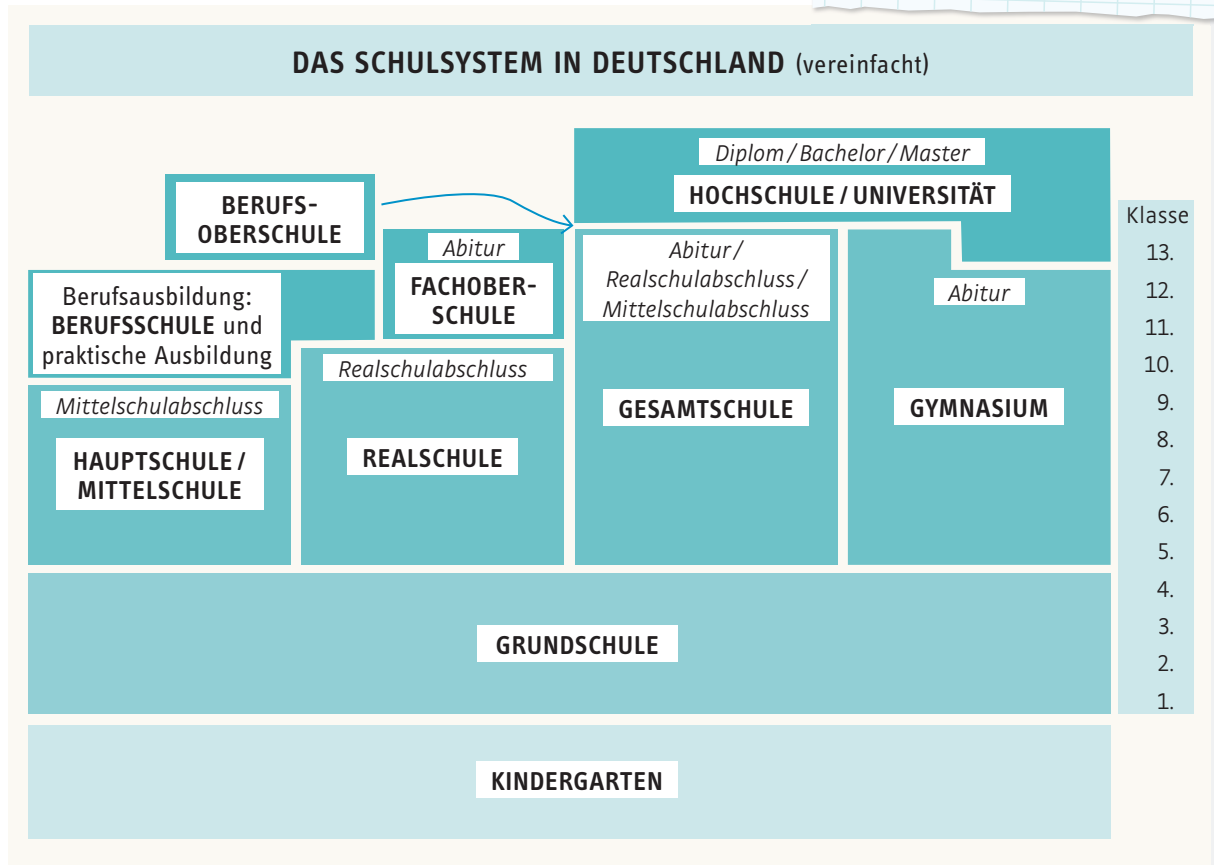 DAS SCHULSYSTEM IN DEUTSCHLAND (vereinfacht)
Diplom / Bachelor / Master
HOCHSCHULE / UNIVERSITÄT
BERUFS-
OBERSCHULE
Abitur
FACHOBER-
SCHULE
Berufsausbildung:
BERUFSSCHULE und
praktische Ausbildung
Mittelschulabschluss
HAUPTSCHULE /
MITTELSCHULE
Realschulabschluss
REALSCHULE
Abitur /
Realschulabschluss /
Mittelschulabschluss
GESAMTSCHULE
Abitur
GYMNASIUM
Klasse
13.
12.
11.
10.
9.
8.
7.
6.
5.
4.
3.
2.
1.
GRUNDSCHULE
KINDERGARTEN